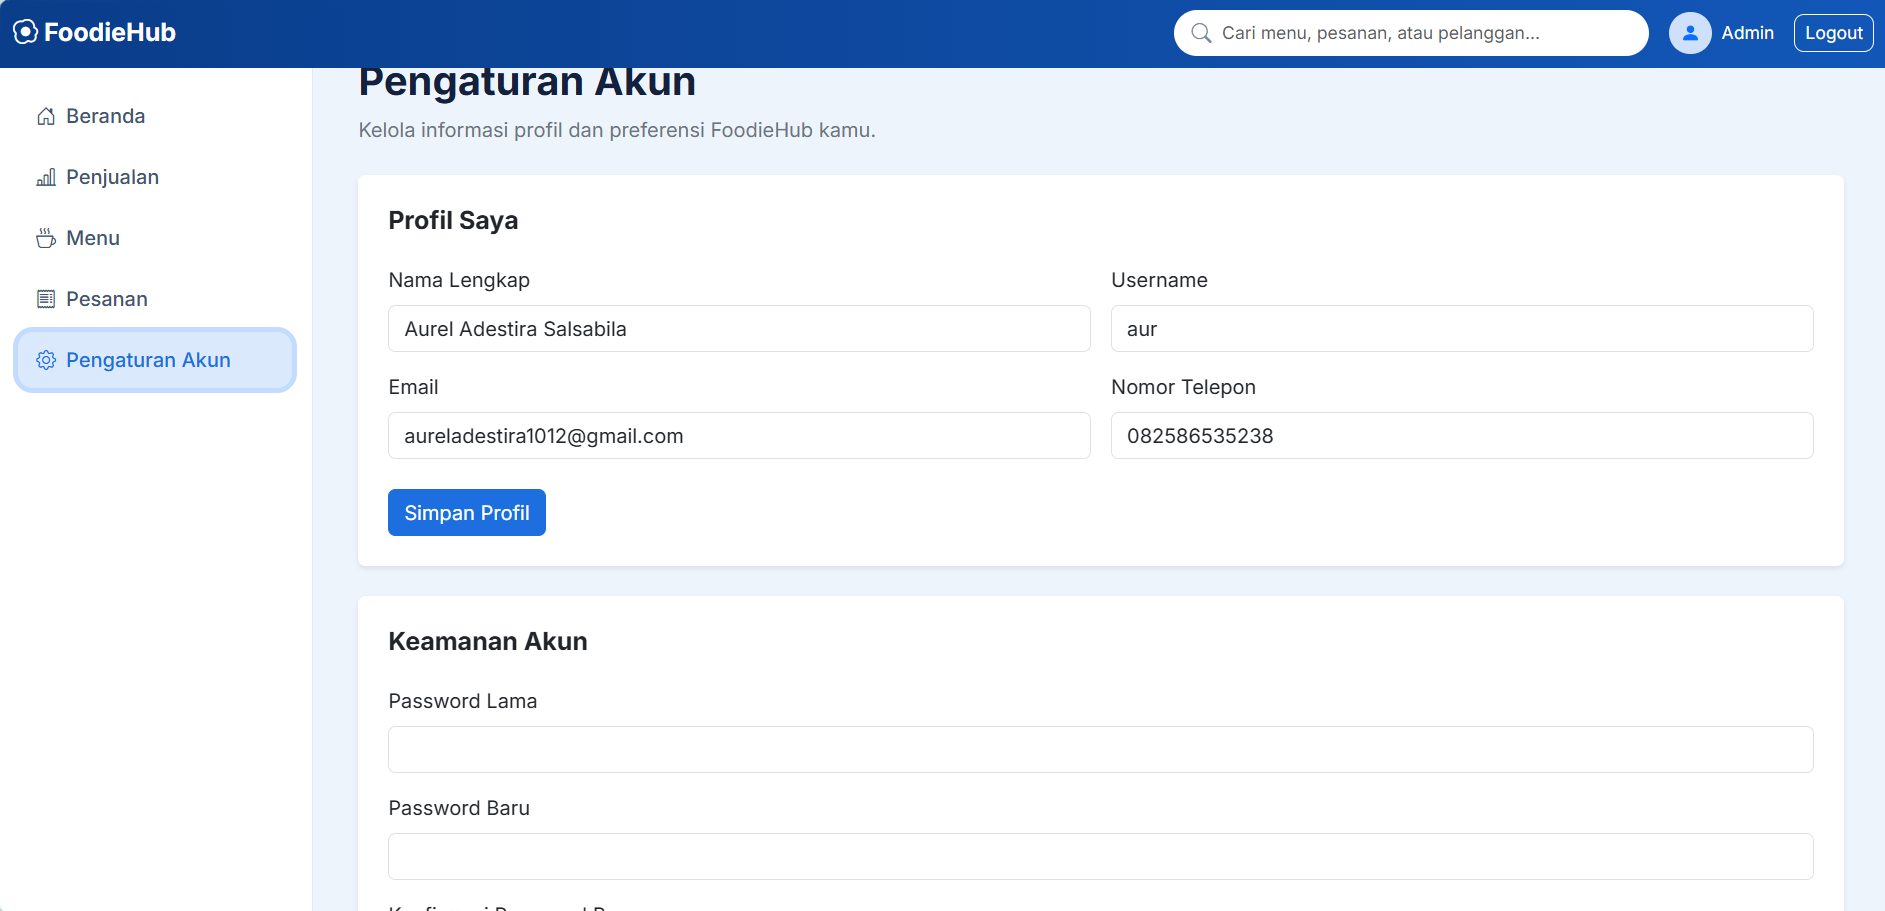 FoodieHub
Cari menu, pesanan, atau pelanggan...
Admin
Logout
Beranda
Penjualan
Menu
Pesanan
Pengaturan Akun
Pengaturan Akun
Kelola informasi profil dan preferensi FoodieHub kamu.
Profil Saya
Nama Lengkap
Aurel Adestira Salsabila
Username
aur
Email
aureladestira1012@gmail.com
Nomor Telepon
082586535238
Simpan Profil
Keamanan Akun
Password Lama
Password Baru